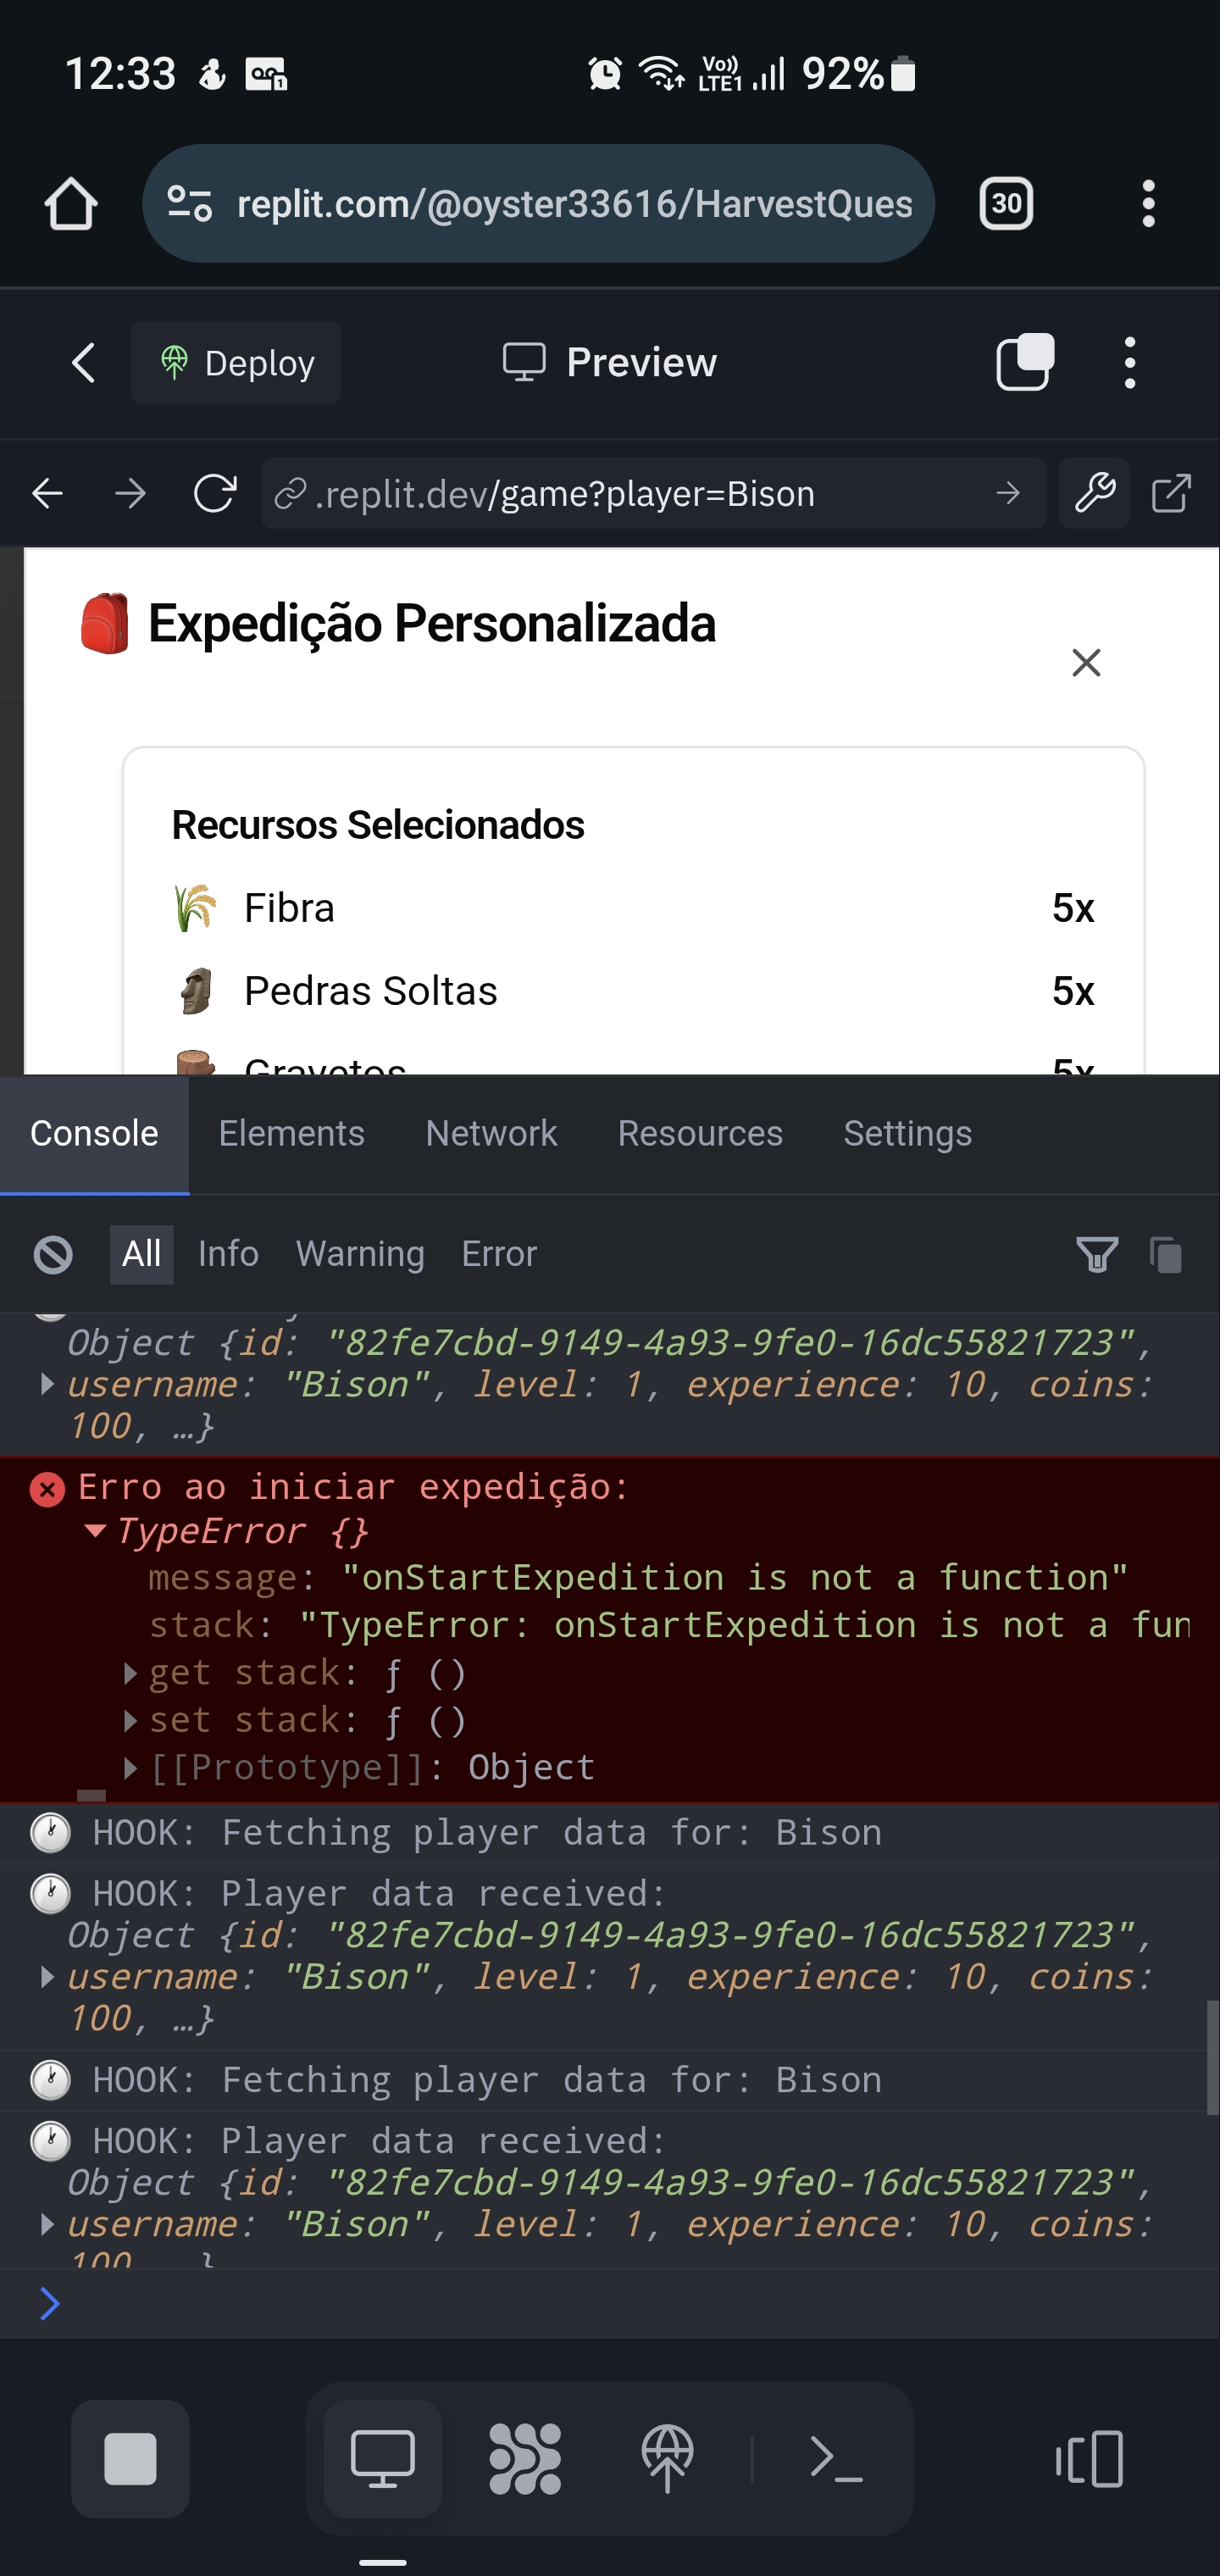 12:33
1
Vo))
LTE1
92%
replit.com/@oyster33616/HarvestQues
30
Deploy
Preview
.replit.dev/game?player=Bison
Expedição Personalizada
Recursos Selecionados
Fibra
5x
Pedras Soltas
5x
Gravetos
5x
Console
Elements
Network
Resources
Settings
All
Info
Warning
Error
Object {id: "82fe7cbd-9149-4a93-9fe0-16dc55821723",
username: "Bison", level: 1, experience: 10, coins:
100, …}
Erro ao iniciar expedição:
TypeError {}
message: "onStartExpedition is not a function"
stack: "TypeError: onStartExpedition is not a fun
get stack: ƒ ()
set stack: ƒ ()
[[Prototype]]: Object
HOOK: Fetching player data for: Bison
HOOK: Player data received:
Object {id: "82fe7cbd-9149-4a93-9fe0-16dc55821723",
username: "Bison", level: 1, experience: 10, coins:
100, …}
HOOK: Fetching player data for: Bison
HOOK: Player data received:
Object {id: "82fe7cbd-9149-4a93-9fe0-16dc55821723",
username: "Bison", level: 1, experience: 10, coins:
100, …}